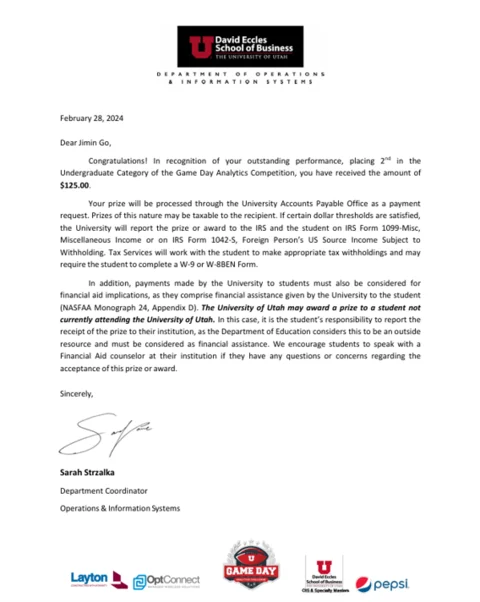 U David Eccles
School of Business
THE UNIVERSITY OF UTAH
DEPARTMENT OF OPERATIONS
& INFORMATION SYSTEMS
February 28, 2024
Dear Jimin Go,
Congratulations! In recognition of your outstanding performance, placing 2nd in the
Undergraduate Category of the Game Day Analytics Competition, you have received the amount of
$125.00.
Your prize will be processed through the University Accounts Payable Office as a payment
request. Prizes of this nature may be taxable to the recipient. If certain dollar thresholds are satisfied,
the University will report the prize or award to the IRS and the student on IRS Form 1099-Misc,
Miscellaneous Income or on IRS Form 1042-S, Foreign Person's US Source Income Subject to
Withholding. Tax Services will work with the student to make appropriate tax withholdings and may
require the student to complete a W-9 or W-8BEN Form.
In addition, payments made by the University to students must also be considered for
financial aid implications, as they comprise financial assistance given by the University to the student
(NASFAA Monograph 24, Appendix D). The University of Utah may award a prize to a student not
currently attending the University of Utah. In this case, it is the student's responsibility to report the
receipt of the prize to their institution, as the Department of Education considers this to be an outside
resource and must be considered as financial assistance. We encourage students to speak with a
Financial Aid counselor at their institution if they have any questions or concerns regarding the
acceptance of this prize or award.
Sincerely,
Sarah Strzalka
Department Coordinator
Operations & Information Systems
Layton
OptConnect
GAME DAY
U
David Eccles
School of Business
OIS & Specialty Masters
pepsi